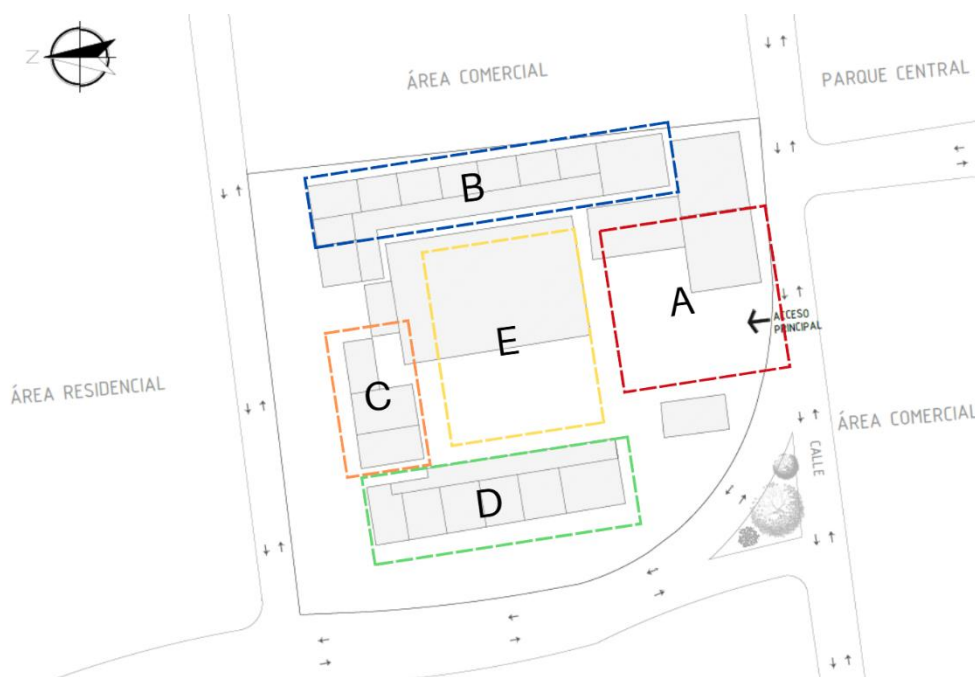 Z
ÁREA COMERCIAL
PARQUE CENTRAL
B
A
ACCESO
PRINCIPAL
E
C
ÁREA RESIDENCIAL
ÁREA COMERCIAL
CALLE
D